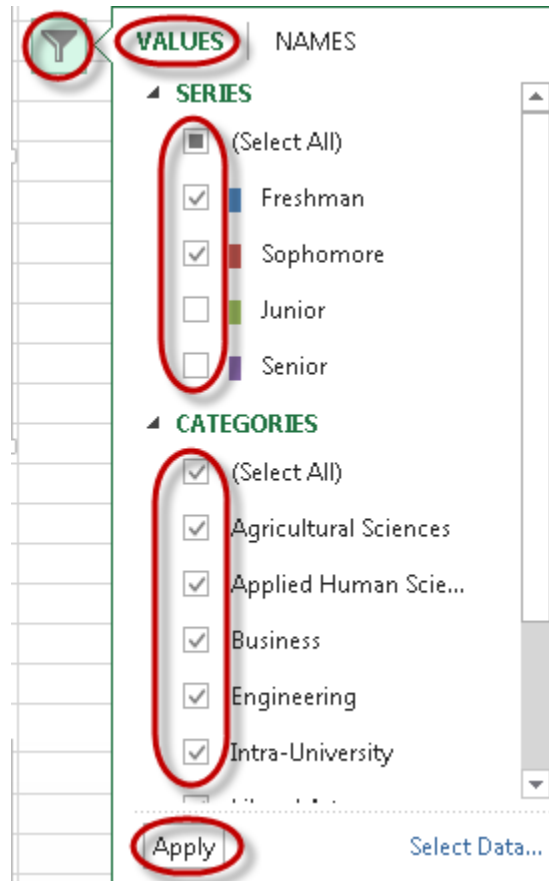 VALUES NAMES
SERIES
(Select All)
Freshman
Sophomore
Junior
Senior
CATEGORIES
(Select All)
Agricultural Sciences
Applied Human Scie...
Business
Engineering
Intra-University
Apply Select Data...